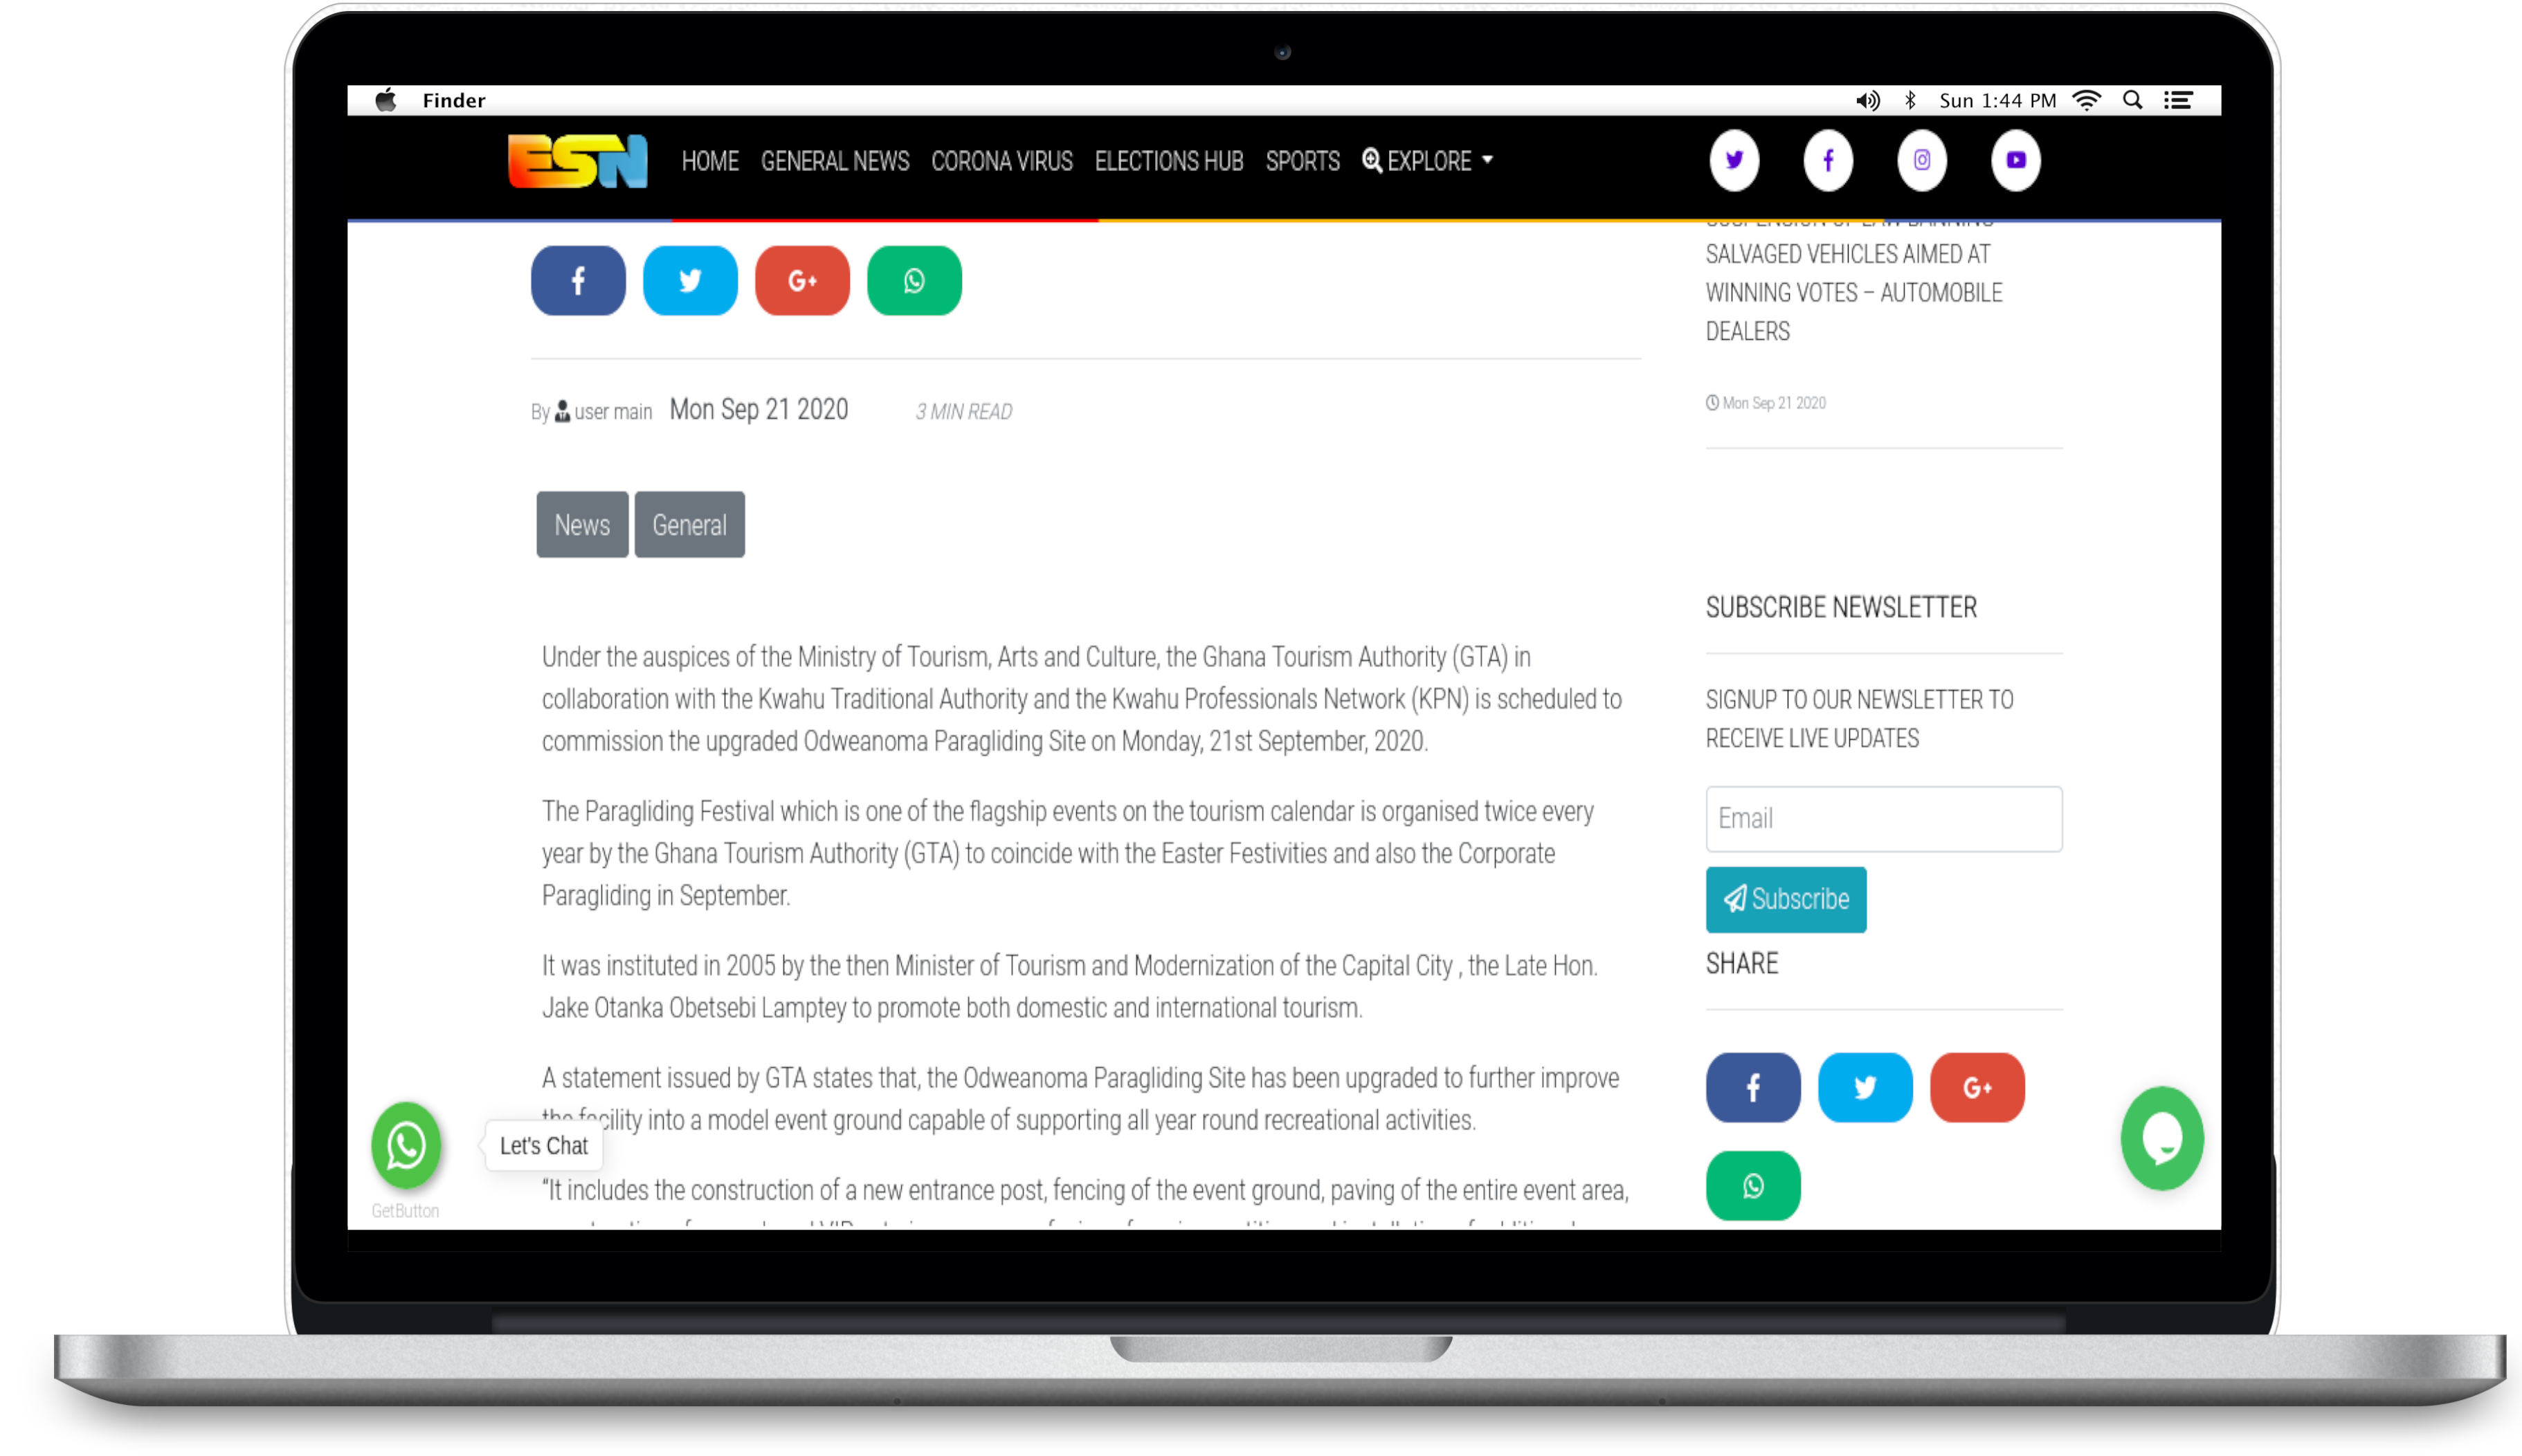 Finder
Sun 1:44 PM
ESN
HOME GENERAL NEWS CORONA VIRUS ELECTIONS HUB SPORTS EXPLORE
By user main Mon Sep 21 2020 3 MIN READ
News General
Under the auspices of the Ministry of Tourism, Arts and Culture, the Ghana Tourism Authority (GTA) in
collaboration with the Kwahu Traditional Authority and the Kwahu Professionals Network (KPN) is scheduled to
commission the upgraded Odweanoma Paragliding Site on Monday, 21st September, 2020.
The Paragliding Festival which is one of the flagship events on the tourism calendar is organised twice every
year by the Ghana Tourism Authority (GTA) to coincide with the Easter Festivities and also the Corporate
Paragliding in September.
It was instituted in 2005 by the then Minister of Tourism and Modernization of the Capital City , the Late Hon.
Jake Otanka Obetsebi Lamptey to promote both domestic and international tourism.
A statement issued by GTA states that, the Odweanoma Paragliding Site has been upgraded to further improve
the facility into a model event ground capable of supporting all year round recreational activities.
“It includes the construction of a new entrance post, fencing of the event ground, paving of the entire event area,
Let's Chat
GetButton
SUSPENSION OF LAW BANNING
SALVAGED VEHICLES AIMED AT
WINNING VOTES – AUTOMOBILE
DEALERS
Mon Sep 21 2020
SUBSCRIBE NEWSLETTER
SIGNUP TO OUR NEWSLETTER TO
RECEIVE LIVE UPDATES
Email
Subscribe
SHARE